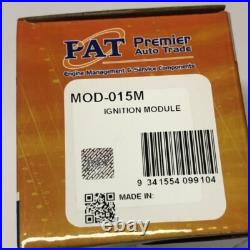 PAT Premier
Auto Trade
Engine Management & Service Components
MOD-015M
IGNITION MODULE
9 341554 099104
MADE IN: